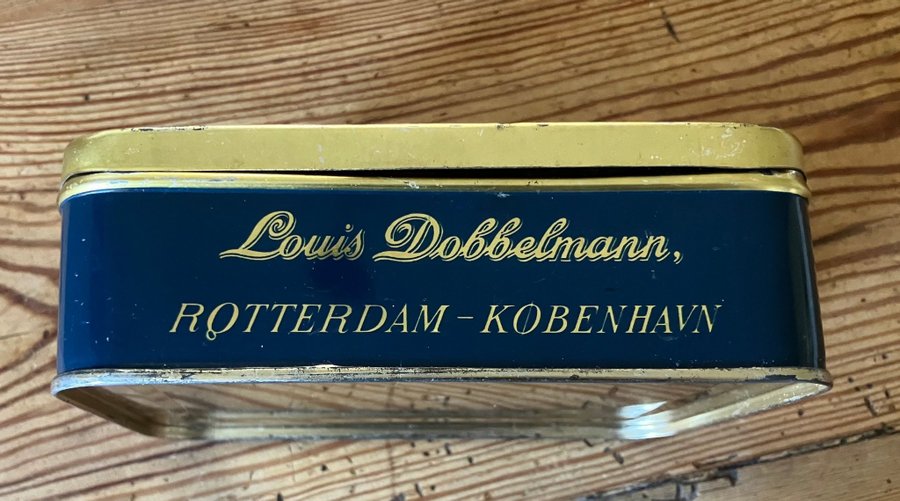 Louis Dobbelmann,
ROTTERDAM – KØBENHAVN